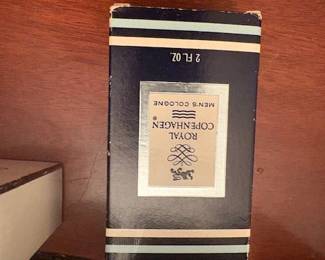 ROYAL
COPENHAGEN®
MEN'S COLOGNE
2 FL. OZ.